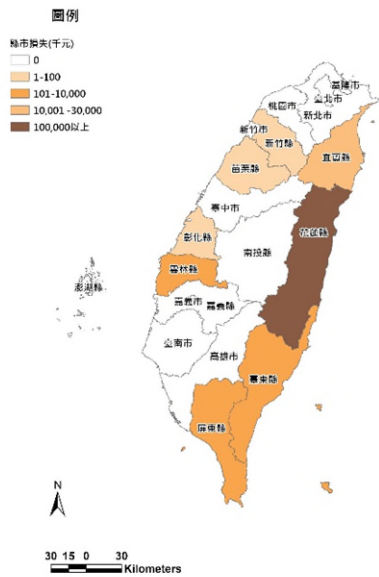 圖例
縣市損失(千元)
0
1-100
101-10,000
10,001 -30,000
100,000以上
基隆市
臺北市
桃園市
新北市
新竹市
新竹縣
宜蘭縣
苗栗縣
臺中市
彰化縣
花蓮縣
南投縣
雲林縣
澎湖縣
嘉義市
嘉義縣
臺南市
高雄市
臺東縣
屏東縣
N
30 15 0 30
Kilometers